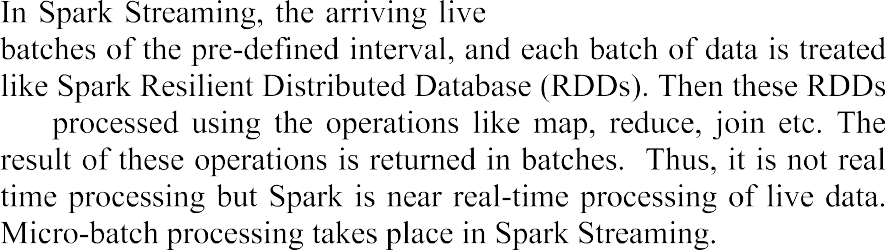 In Spark Streaming, the arriving live
batches of the pre-defined interval, and each batch of data is treated
like Spark Resilient Distributed Database (RDDs). Then these RDDs
processed using the operations like map, reduce, join etc. The
result of these operations is returned in batches. Thus, it is not real
time processing but Spark is near real-time processing of live data.
Micro-batch processing takes place in Spark Streaming.